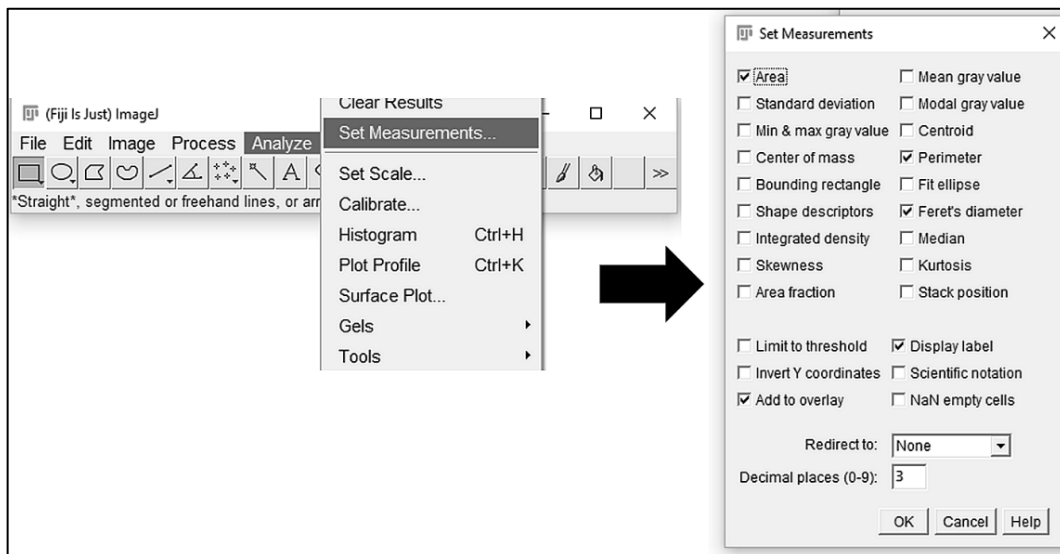 (Fiji Is Just) ImageJ
File Edit Image Process Analyze
A
>>
*Straight*, segmented or freehand lines, or arr
Clear Results
Set Measurements...
Set Scale...
Calibrate...
Histogram Ctrl+H
Plot Profile Ctrl+K
Surface Plot...
Gels
Tools
Set Measurements
Area Mean gray value
Standard deviation Modal gray value
Min & max gray value Centroid
Center of mass Perimeter
Bounding rectangle Fit ellipse
Shape descriptors Feret's diameter
Integrated density Median
Skewness Kurtosis
Area fraction Stack position
Limit to threshold Display label
Invert Y coordinates Scientific notation
Add to overlay NaN empty cells
Redirect to: None
Decimal places (0-9): 3
OK Cancel Help